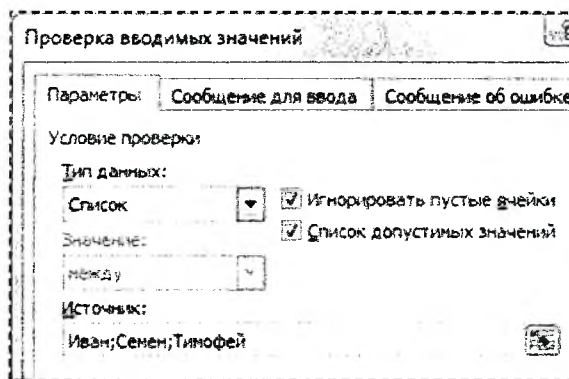 Проверка вводимых значений
Параметры Сообщение для ввода Сообщение об ошибке
Условие проверки
Тип данных:
Список
Игнорировать пустые ячейки
Список допустимых значений
Значение:
между
Источник:
Иван;Семен;Тимофей